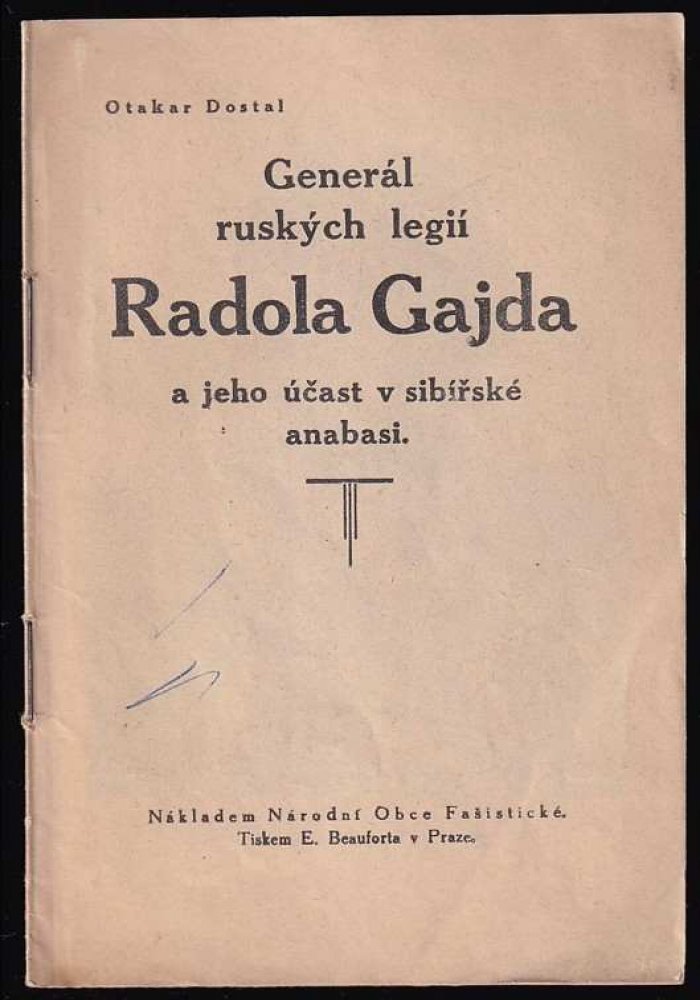 Otakar Dostal
Generál
ruských legií
Radola Gajda
a jeho účast v sibířské
anabasi.
Nákladem Národní Obce Fašistické.
Tiskem E. Beauforta v Praze.